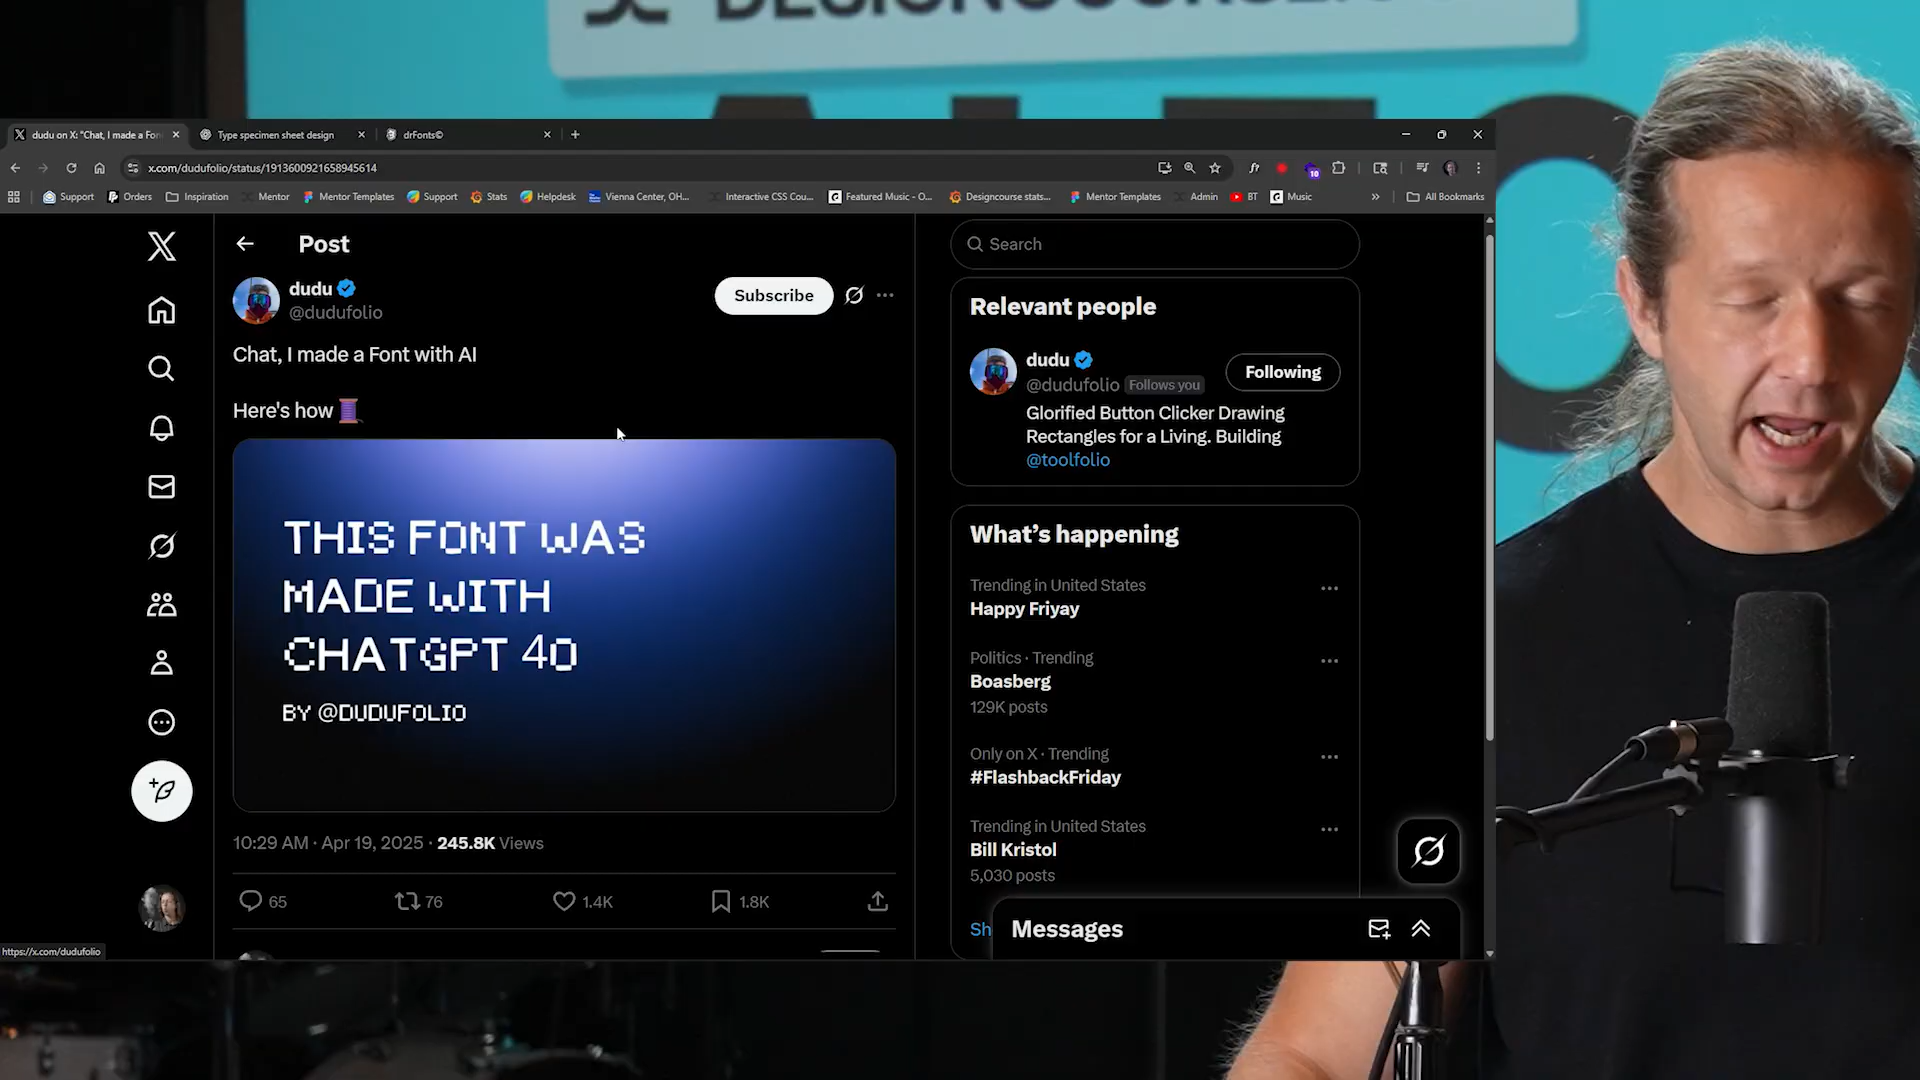 dudu on X: "Chat, I made a Fon
Type specimen sheet design
drFonts©
x.com/dudufolio/status/1913600921658945614
10
Support
Orders
Inspiration
Mentor
Mentor Templates
Support
Stats
Helpdesk
Vienna Center, OH...
Interactive CSS Cou...
Featured Music - O...
Designcourse stats...
Mentor Templates
Admin
BT
Music
All Bookmarks
Post
dudu
@dudufolio
Subscribe
Chat, I made a Font with AI
Here's how
THIS FONT WAS
MADE WITH
CHATGPT 4O
BY @DUDUFOLIO
10:29 AM · Apr 19, 2025 · 245.8K Views
65
76
1.4K
1.8K
https://x.com/dudufolio
Search
Relevant people
dudu
@dudufolio Follows you
Following
Glorified Button Clicker Drawing
Rectangles for a Living. Building
@toolfolio
What's happening
Trending in United States
Happy Friyay
Politics · Trending
Boasberg
129K posts
Only on X · Trending
#FlashbackFriday
Trending in United States
Bill Kristol
5,030 posts
Sh
Messages